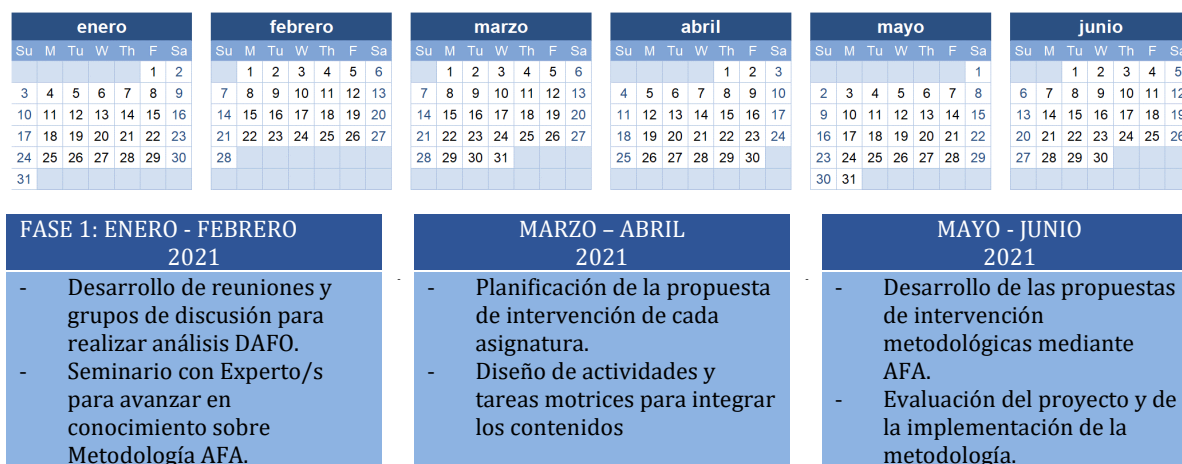 enero
Su M Tu W Th F Sa
1 2
3 4 5 6 7 8 9
10 11 12 13 14 15 16
17 18 19 20 21 22 23
24 25 26 27 28 29 30
31
febrero
Su M Tu W Th F Sa
1 2 3 4 5 6
7 8 9 10 11 12 13
14 15 16 17 18 19 20
21 22 23 24 25 26 27
28
marzo
Su M Tu W Th F Sa
1 2 3 4 5 6
7 8 9 10 11 12 13
14 15 16 17 18 19 20
21 22 23 24 25 26 27
28 29 30 31
abril
Su M Tu W Th F Sa
1 2 3
4 5 6 7 8 9 10
11 12 13 14 15 16 17
18 19 20 21 22 23 24
25 26 27 28 29 30
mayo
Su M Tu W Th F Sa
1
2 3 4 5 6 7 8
9 10 11 12 13 14 15
16 17 18 19 20 21 22
23 24 25 26 27 28 29
30 31
junio
Su M Tu W Th F Sa
1 2 3 4 5
6 7 8 9 10 11 12
13 14 15 16 17 18 19
20 21 22 23 24 25 26
27 28 29 30
FASE 1: ENERO - FEBRERO
2021
- Desarrollo de reuniones y
grupos de discusión para
realizar análisis DAFO.
- Seminario con Experto/s
para avanzar en
conocimiento sobre
Metodología AFA.
MARZO – ABRIL
2021
- Planificación de la propuesta
de intervención de cada
asignatura.
- Diseño de actividades y
tareas motrices para integrar
los contenidos
MAYO - JUNIO
2021
- Desarrollo de las propuestas
de intervención
metodológicas mediante
AFA.
- Evaluación del proyecto y de
la implementación de la
metodología.